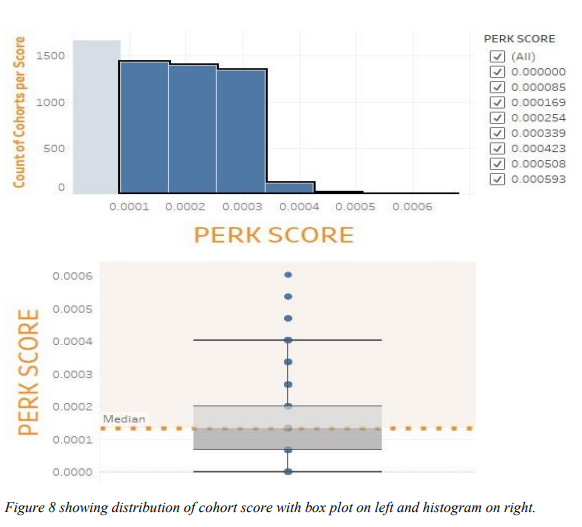 PERK SCORE
(All)
0.000000
0.000085
0.000169
0.000254
0.000339
0.000423
0.000508
0.000593
Count of Cohorts per Score
1500
1000
500
0
0.0001 0.0002 0.0003 0.0004 0.0005 0.0006
PERK SCORE
PERK SCORE
0.0006
0.0005
0.0004
0.0003
0.0002
Median
0.0001
0.0000
Figure 8 showing distribution of cohort score with box plot on left and histogram on right.